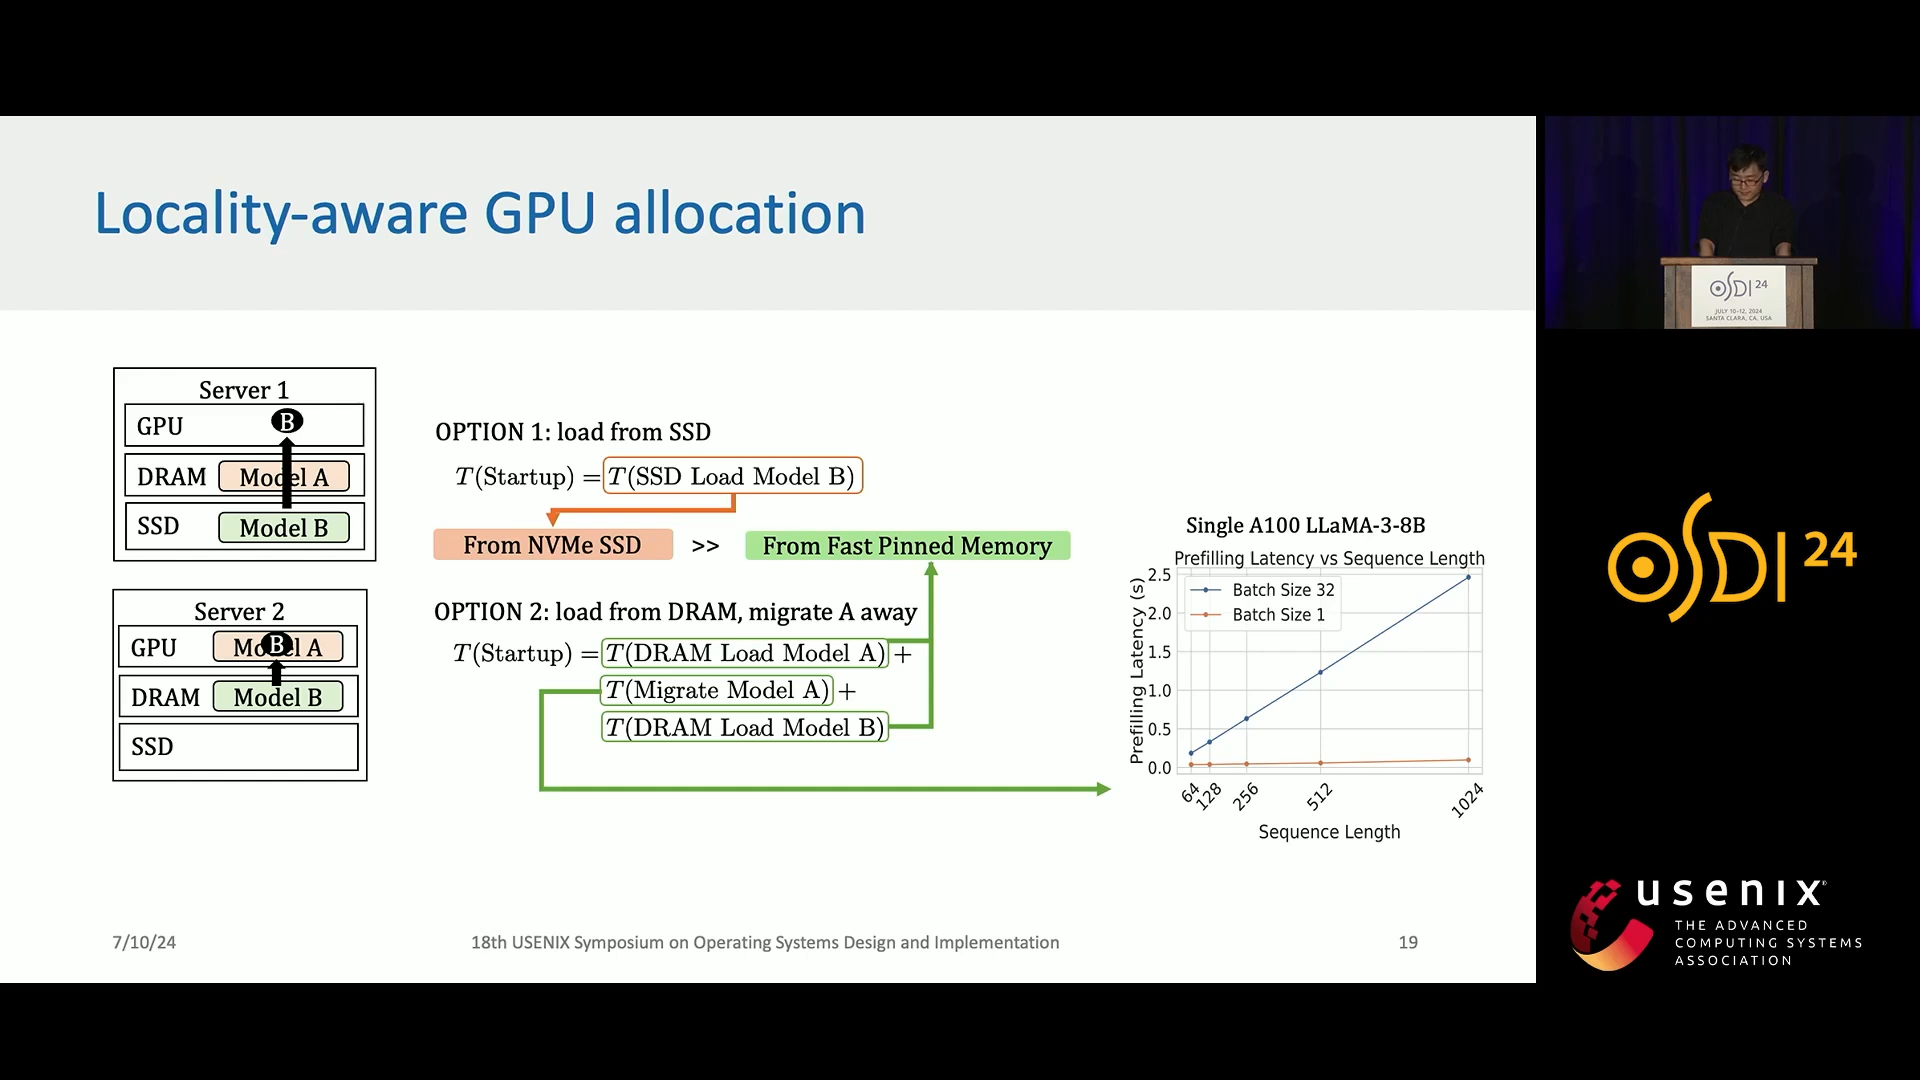 Locality-aware GPU allocation
Server 1
GPU B
DRAM Model A
SSD Model B
Server 2
GPU Model A B
DRAM Model B
SSD
OPTION 1: load from SSD
T(Startup) = T(SSD Load Model B)
From NVMe SSD >> From Fast Pinned Memory
OPTION 2: load from DRAM, migrate A away
T(Startup) = T(DRAM Load Model A) +
T(Migrate Model A) +
T(DRAM Load Model B)
Single A100 LLaMA-3-8B
Prefilling Latency vs Sequence Length
Prefilling Latency (s)
2.5
2.0
1.5
1.0
0.5
0.0
Batch Size 32
Batch Size 1
64 128 256 512 1024
Sequence Length
7/10/24
18th USENIX Symposium on Operating Systems Design and Implementation
19
OSDI 24
JULY 10–12, 2024
SANTA CLARA, CA, USA
OSDI 24
usenix
THE ADVANCED
COMPUTING SYSTEMS
ASSOCIATION